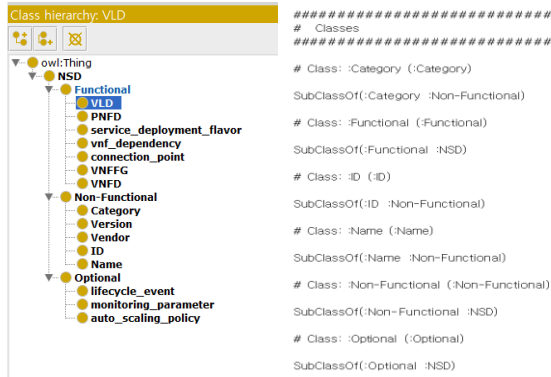 Class hierarchy: VLD
owl:Thing
NSD
Functional
VLD
PNFD
service_deployment_flavor
vnf_dependency
connection_point
VNFFG
VNFD
Non-Functional
Category
Version
Vendor
ID
Name
Optional
lifecycle_event
monitoring_parameter
auto_scaling_policy
############################
#   Classes
############################
# Class: :Category (:Category)
SubClassOf(:Category :Non-Functional)
# Class: :Functional (:Functional)
SubClassOf(:Functional :NSD)
# Class: :ID (:ID)
SubClassOf(:ID :Non-Functional)
# Class: :Name (:Name)
SubClassOf(:Name :Non-Functional)
# Class: :Non-Functional (:Non-Functional)
SubClassOf(:Non-Functional :NSD)
# Class: :Optional (:Optional)
SubClassOf(:Optional :NSD)